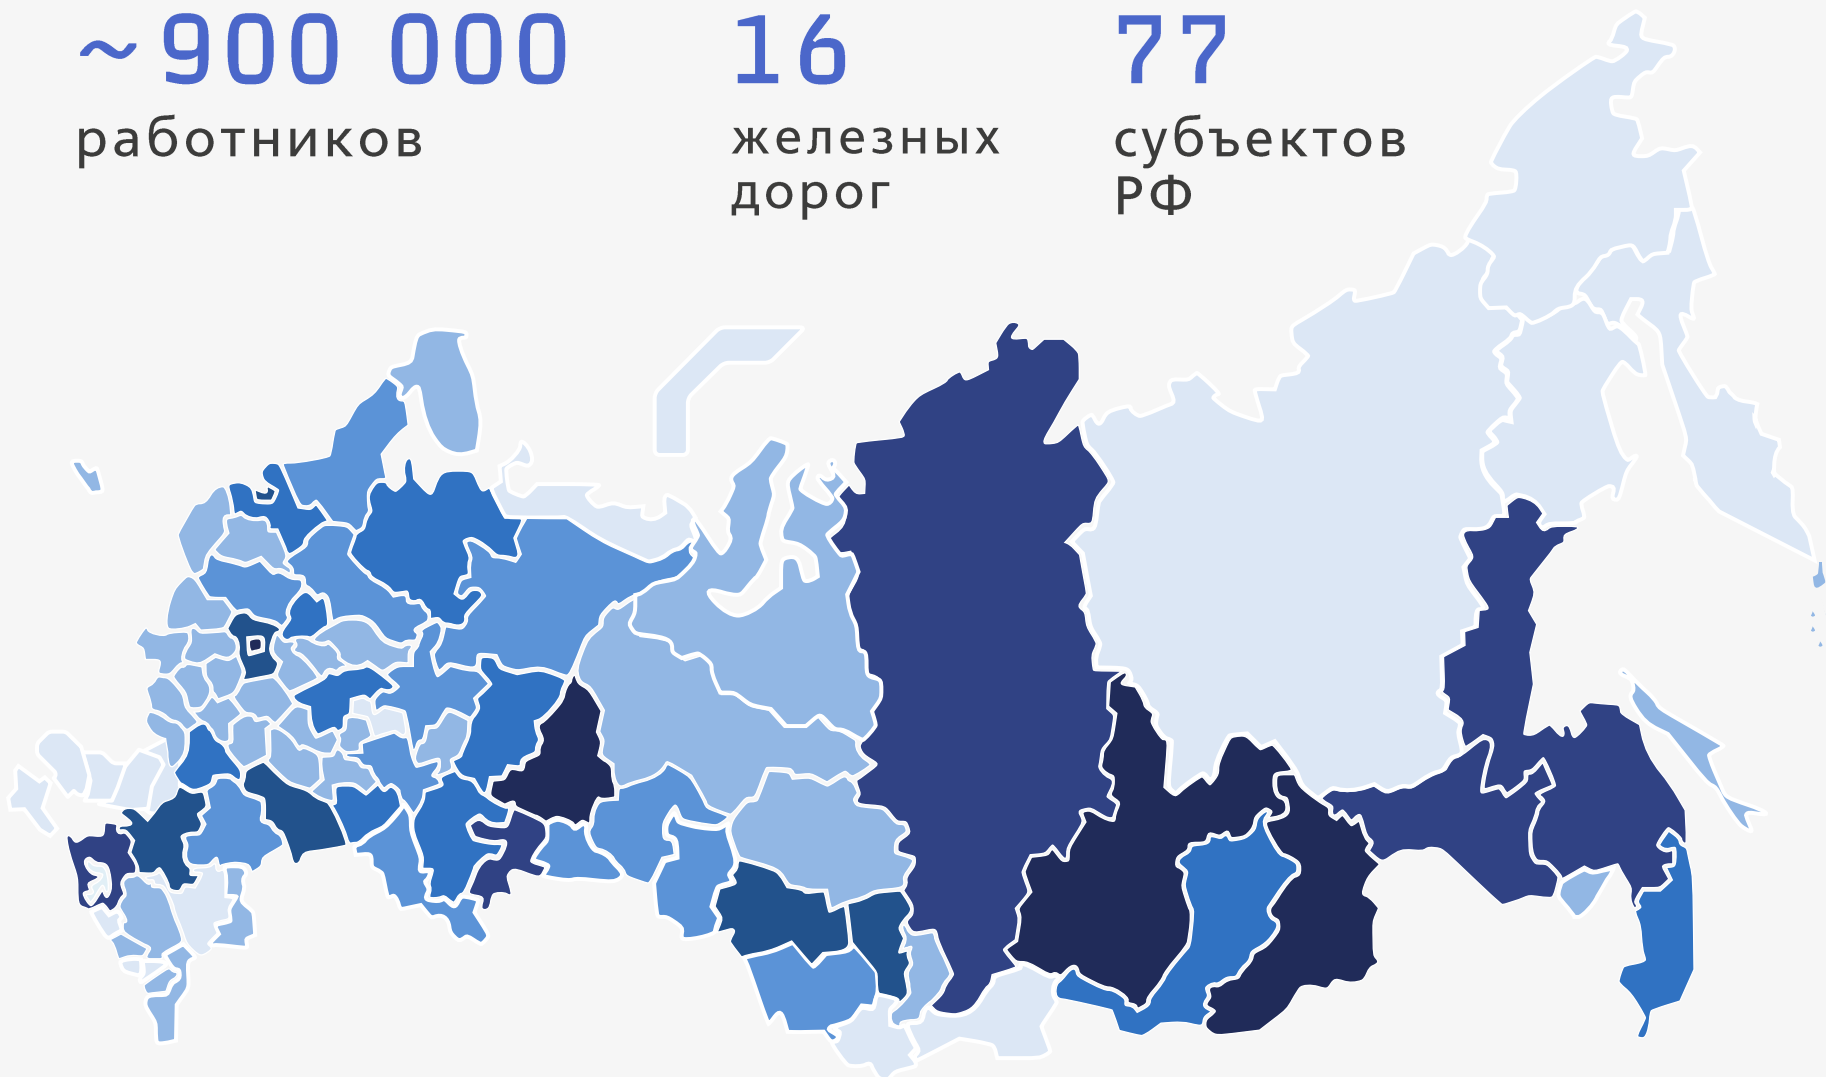 ~900 000
работников
16
железных
дорог
77
субъектов
РФ